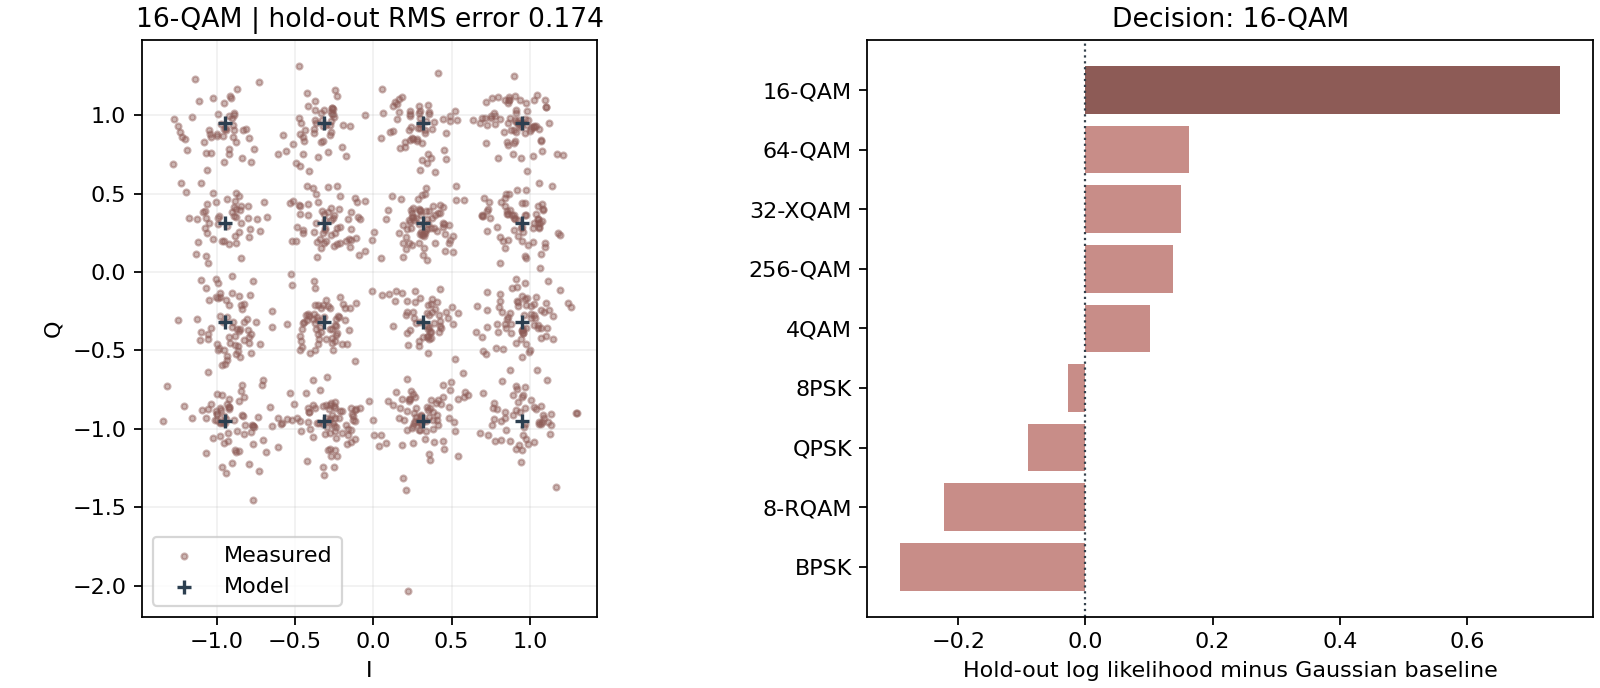 16-QAM | hold-out RMS error 0.174
1.0
0.5
0.0
−0.5
−1.0
−1.5
−2.0
Q
Measured
Model
−1.0 −0.5 0.0 0.5 1.0
I
Decision: 16-QAM
16-QAM
64-QAM
32-XQAM
256-QAM
4QAM
8PSK
QPSK
8-RQAM
BPSK
−0.2 0.0 0.2 0.4 0.6
Hold-out log likelihood minus Gaussian baseline